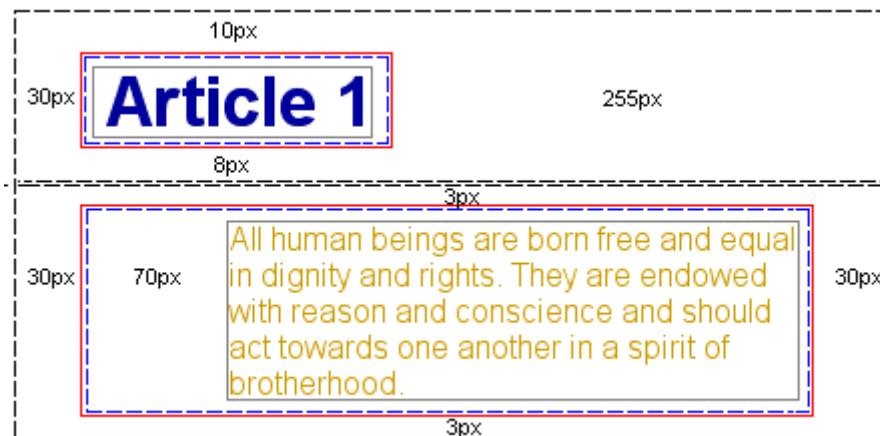 10px
30px
Article 1
255px
8px
3px
30px
70px
All human beings are born free and equal
in dignity and rights. They are endowed
with reason and conscience and should
act towards one another in a spirit of
brotherhood.
30px
3px